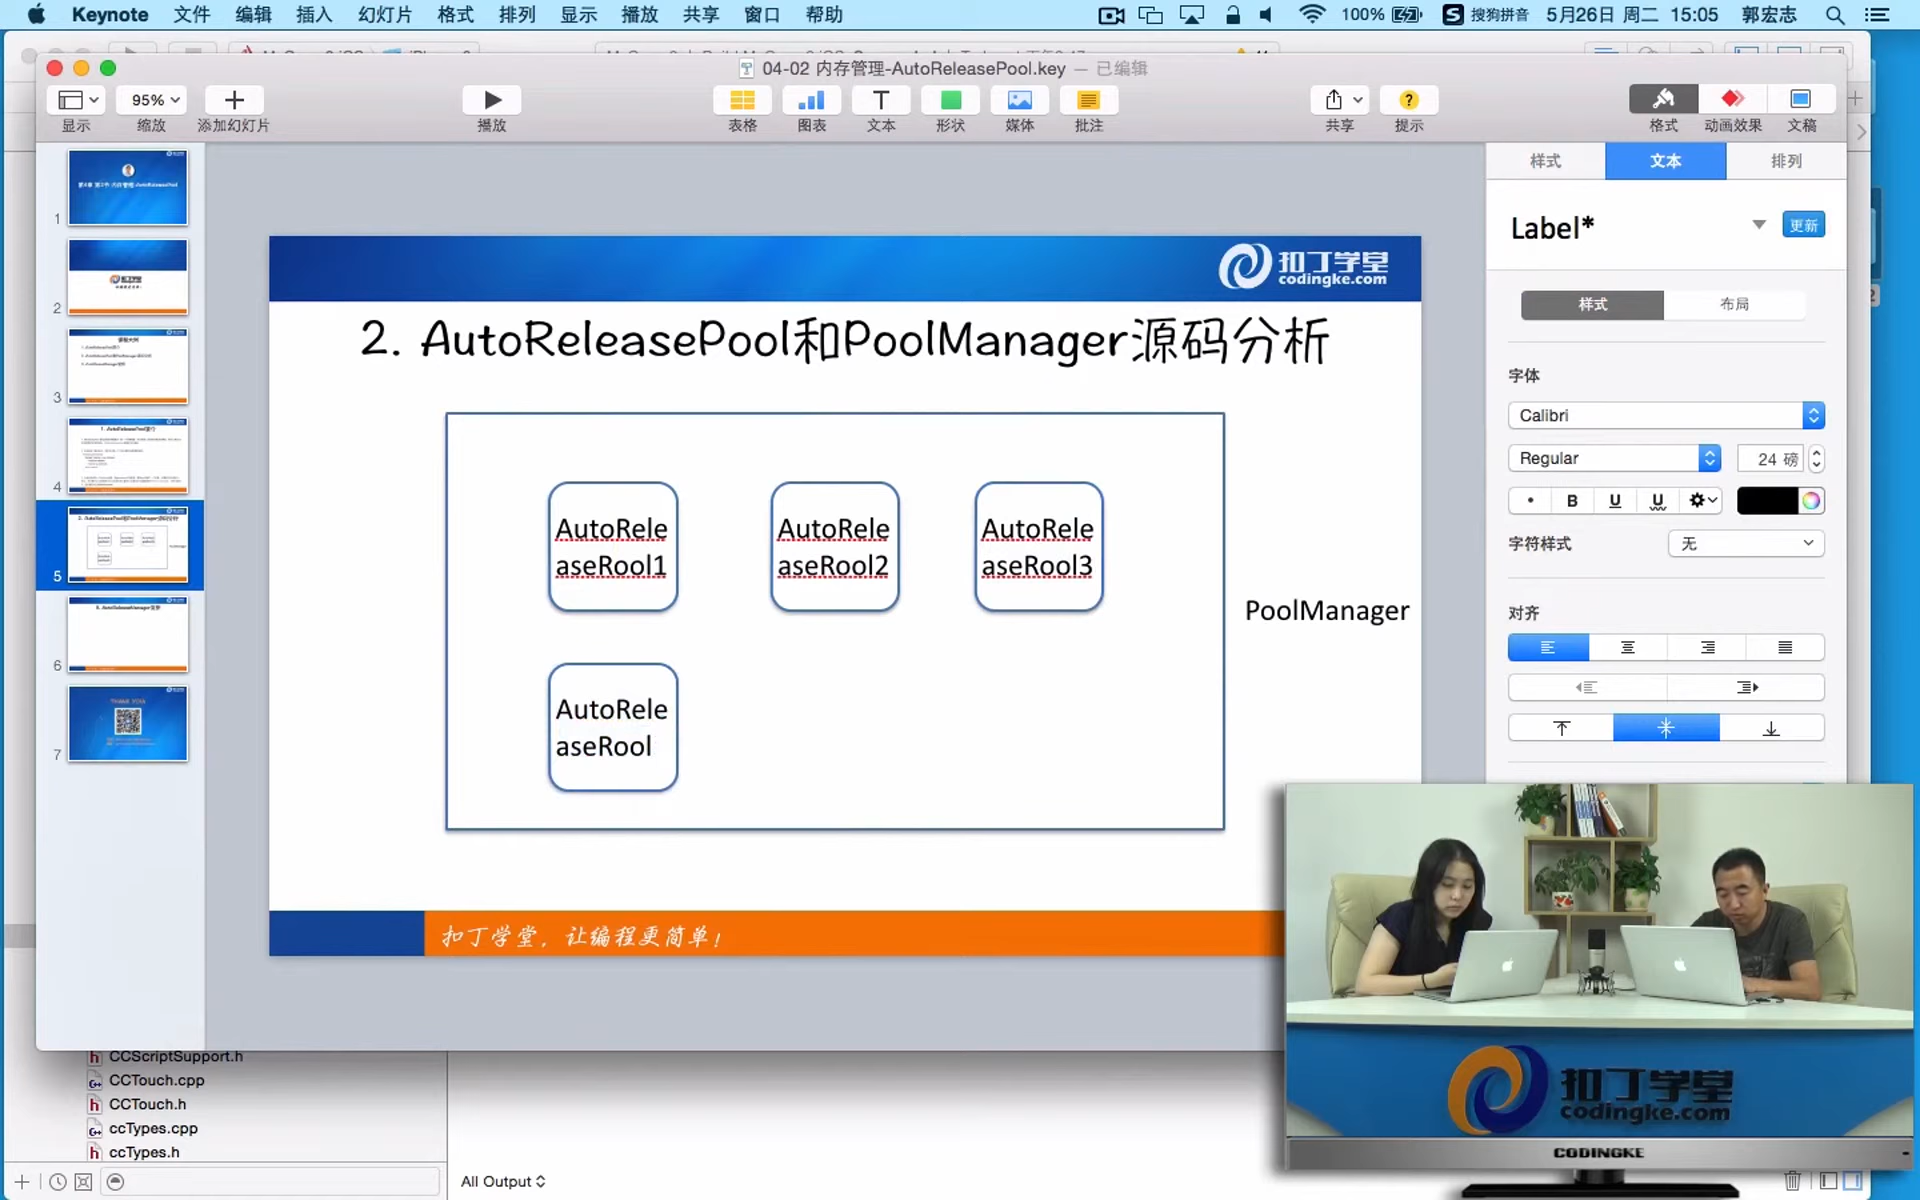 Keynote 文件 编辑 插入 幻灯片 格式 排列 显示 播放 共享 窗口 帮助 100% 搜狗拼音 5月26日 周二 15:05 郭宏志
04-02 内存管理-AutoReleasePool.key — 已编辑
95%
显示 缩放 添加幻灯片 播放 表格 图表 文本 形状 媒体 批注 共享 提示 格式 动画效果 文稿
样式 文本 排列
Label* 更新
样式 布局
字体
Calibri
Regular 24 磅
B U U
字符样式 无
对齐
1
2
3
4
5
6
7
扣丁学堂
codingke.com
2. AutoReleasePool和PoolManager源码分析
AutoRele
aseRool1
AutoRele
aseRool2
AutoRele
aseRool3
PoolManager
AutoRele
aseRool
扣丁学堂，让编程更简单！
CCScriptSupport.h
CCTouch.cpp
CCTouch.h
ccTypes.cpp
ccTypes.h
All Output
扣丁学堂
codingke.com
CODINGKE